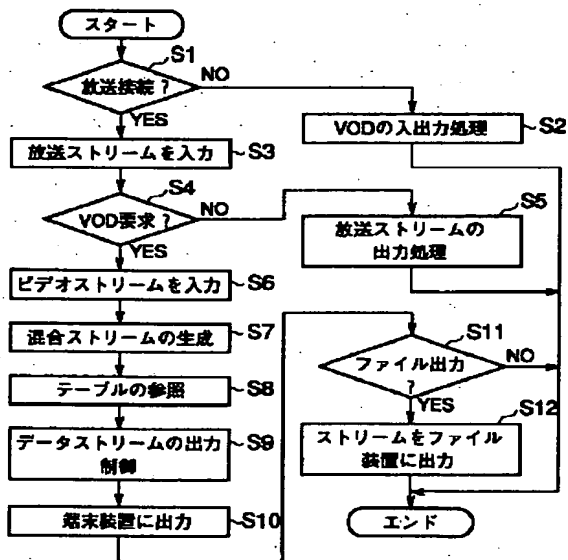 スタート
S1
放送接続?
NO
YES
VODの入出力処理
S2
放送ストリームを入力
S3
S4
VOD要求?
NO
YES
S5
放送ストリームの
出力処理
ビデオストリームを入力
S6
混合ストリームの生成
S7
テーブルの参照
S8
データストリームの出力
制御
S9
端末装置に出力
S10
S11
ファイル出力
?
NO
YES
S12
ストリームをファイル
装置に出力
エンド